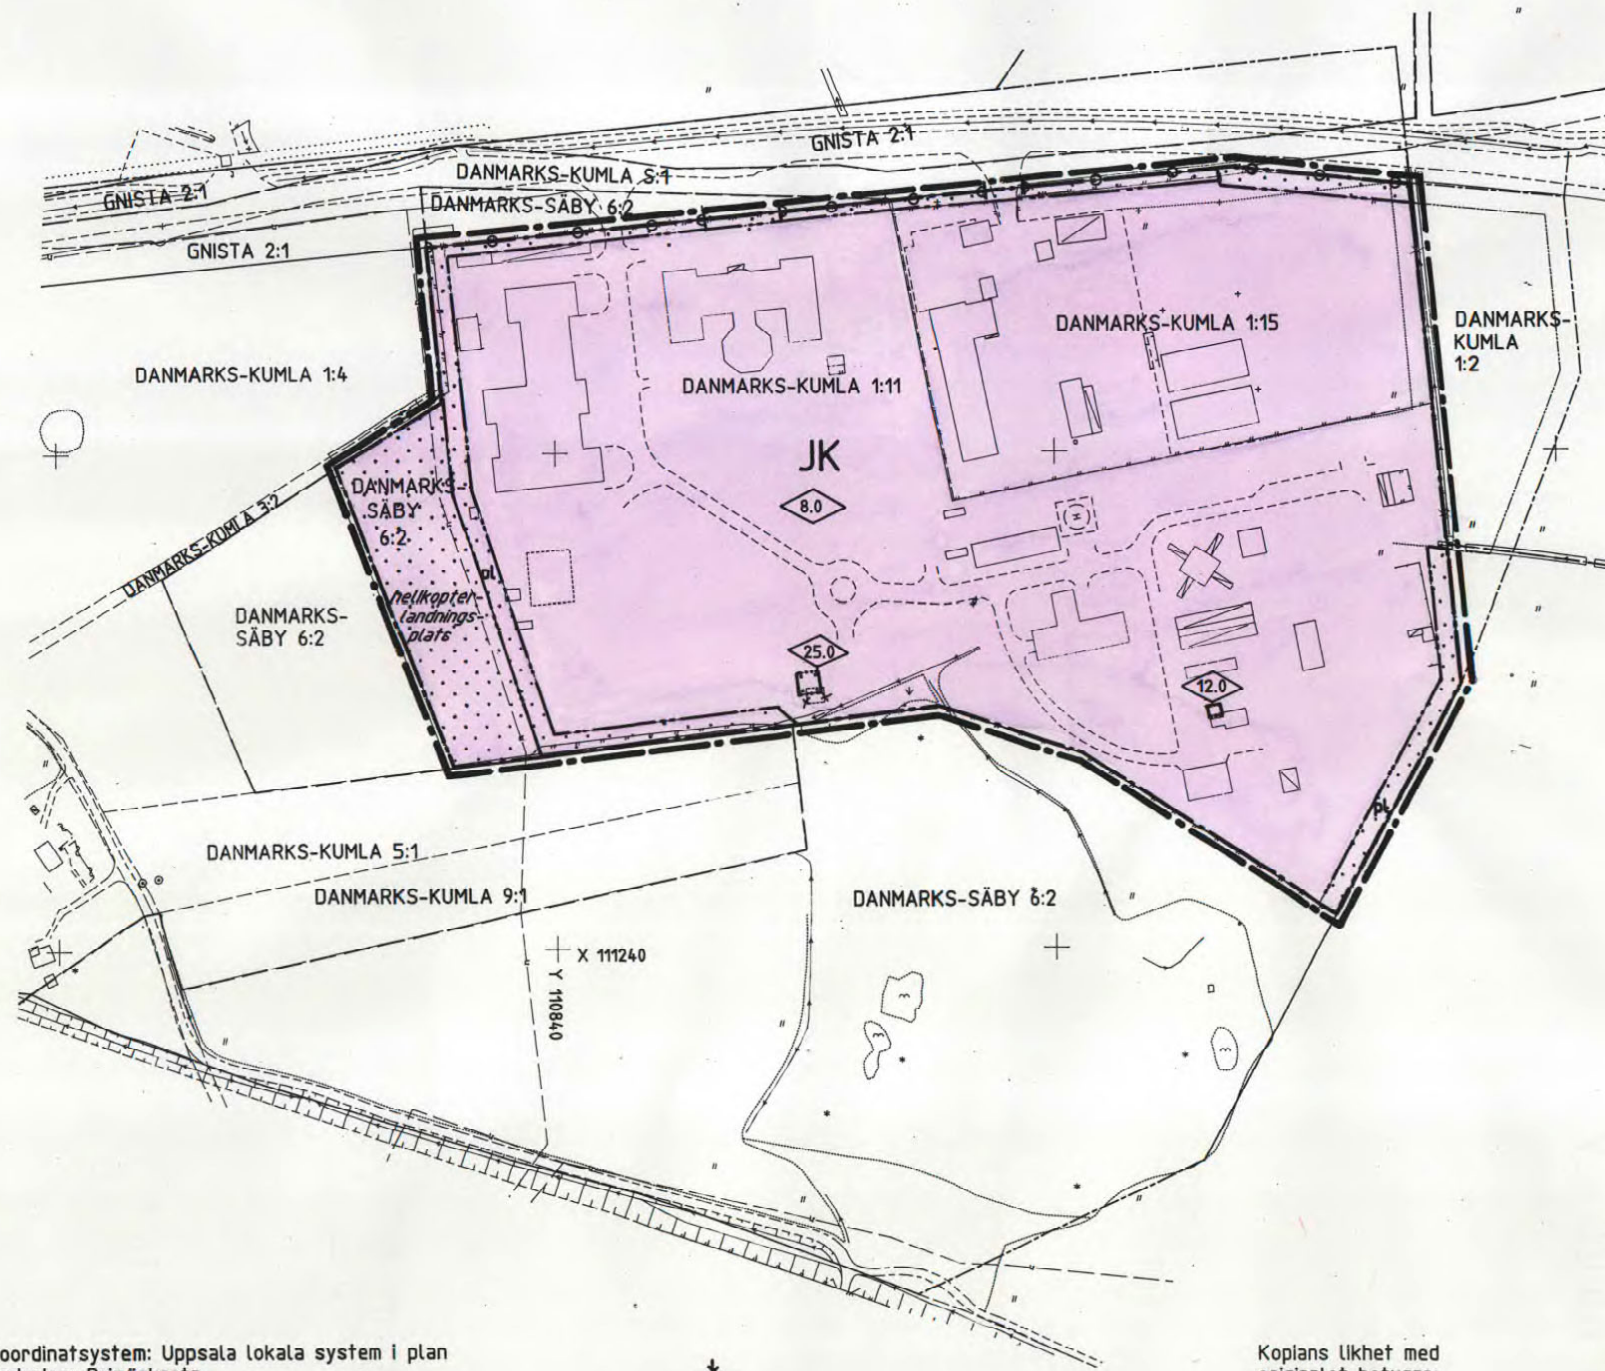 GNISTA 2:1
DANMARKS-KUMLA S:1
GNISTA 2:1
DANMARKS-SÄBY 6:2
GNISTA 2:1
DANMARKS-KUMLA 1:4
DANMARKS-KUMLA 1:11
DANMARKS-KUMLA 1:15
DANMARKS-
KUMLA
1:2
JK
8.0
DANMARKS-
SÄBY
6:2
DANMARKS-KUMLA 3:2
pl
helikopter-
landnings-
plats
H
DANMARKS-
SÄBY 6:2
25.0
12.0
pl
DANMARKS-KUMLA 5:1
DANMARKS-KUMLA 9:1
DANMARKS-SÄBY 6:2
X 111240
Y 110840
oordinatsystem: Uppsala lokala system i plan
Kopians likhet med